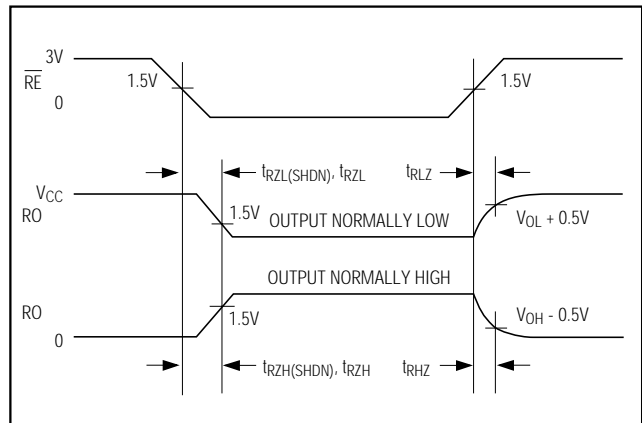 3V
RE
0
1.5V
1.5V
tRZL(SHDN), tRZL
tRLZ
VCC
RO
1.5V
OUTPUT NORMALLY LOW
VOL + 0.5V
OUTPUT NORMALLY HIGH
RO
0
1.5V
VOH - 0.5V
tRZH(SHDN), tRZH
tRHZ